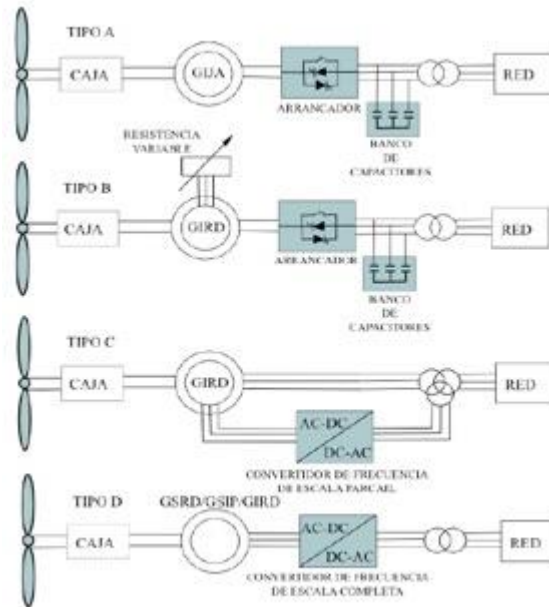 TIPO A
CAJA
GIJA
ARRANCADOR
RED
BANCO
DE
CAPACITORES
RESISTENCIA
VARIABLE
TIPO B
CAJA
GIRD
ARRANCADOR
RED
BANCO
DE
CAPACITORES
TIPO C
CAJA
GIRD
RED
AC-DC
DC-AC
CONVERTIDOR DE FRECUENCIA
DE ESCALA PARCAEL
TIPO D
GSRD/GSIP/GIRD
CAJA
AC-DC
DC-AC
RED
CONVERTIDOR DE FRECUENCIA
DE ESCALA COMPLETA